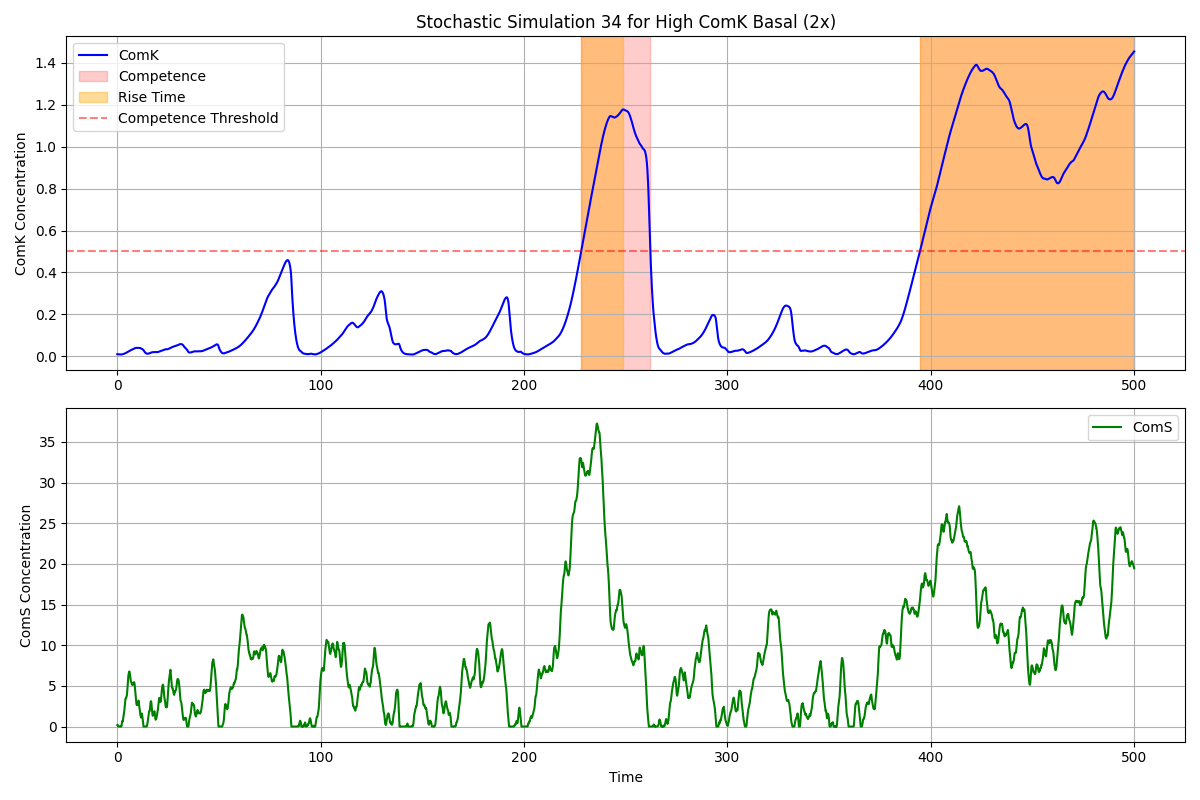 Stochastic Simulation 34 for High ComK Basal (2x)
ComK Concentration
1.4
1.2
1.0
0.8
0.6
0.4
0.2
0.0
ComK
Competence
Rise Time
Competence Threshold
0 100 200 300 400 500
ComS Concentration
35
30
25
20
15
10
5
0
ComS
0 100 200 300 400 500
Time